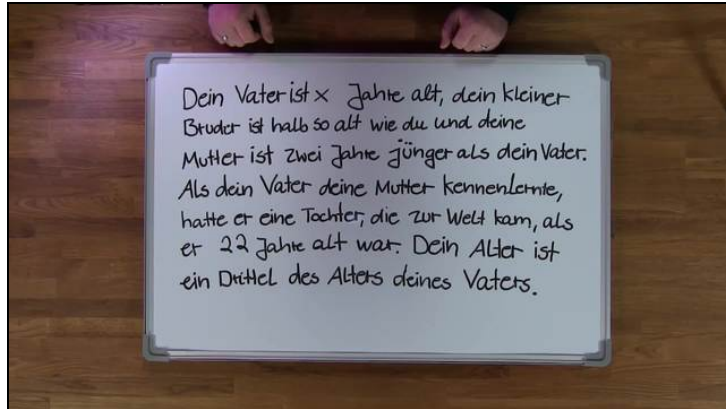 Dein Vater ist x Jahre alt, dein kleiner
Bruder ist halb so alt wie du und deine
Mutter ist zwei Jahre jünger als dein Vater.
Als dein Vater deine Mutter kennenlernte,
hatte er eine Tochter, die zur Welt kam, als
er 22 Jahre alt war. Dein Alter ist
ein Drittel des Alters deines Vaters.